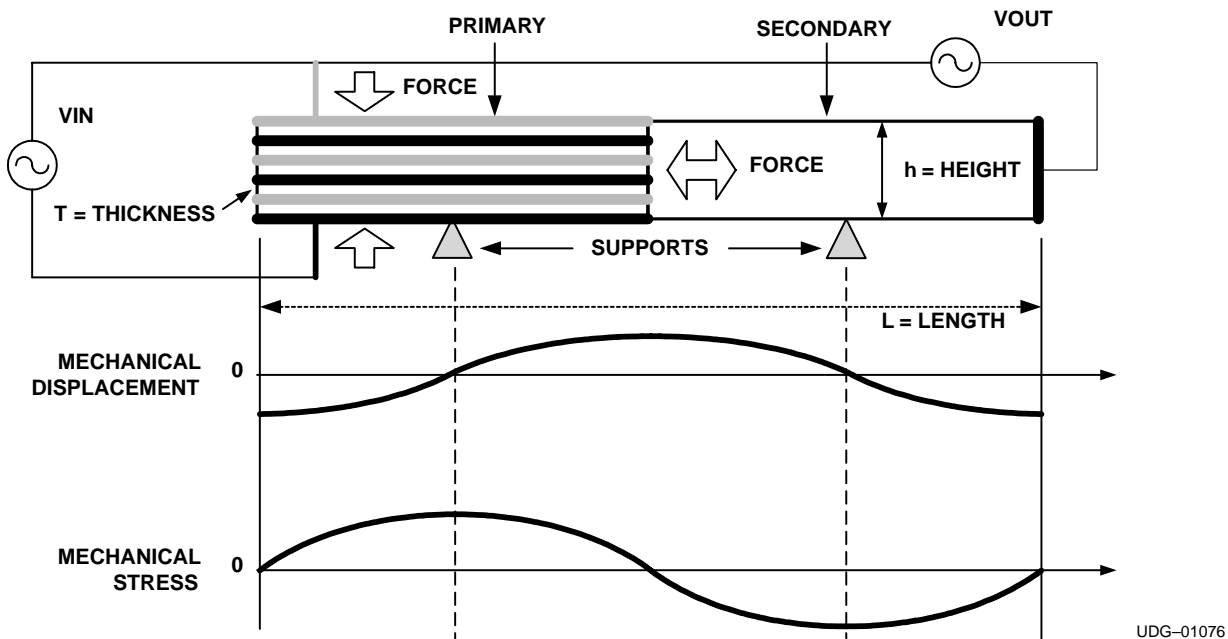 PRIMARY
SECONDARY
VOUT
FORCE
VIN
FORCE
h = HEIGHT
T = THICKNESS
SUPPORTS
L = LENGTH
MECHANICAL
DISPLACEMENT
0
MECHANICAL
STRESS
0
UDG–01076